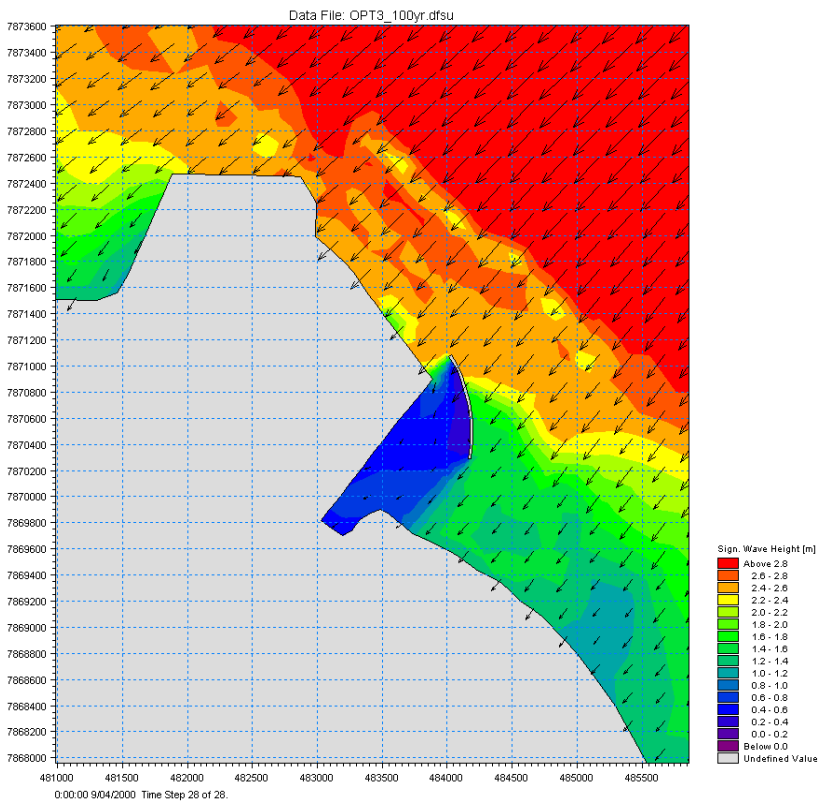 Data File: OPT3_100yr.dfsu
7873600
7873400
7873200
7873000
7872800
7872600
7872400
7872200
7872000
7871800
7871600
7871400
7871200
7871000
7870800
7870600
7870400
7870200
7870000
7869800
7869600
7869400
7869200
7869000
7868800
7868600
7868400
7868200
7868000
481000 481500 482000 482500 483000 483500 484000 484500 485000 485500
0:00:00 9/04/2000 Time Step 28 of 28.
Sign. Wave Height [m]
Above 2.8
2.6 - 2.8
2.4 - 2.6
2.2 - 2.4
2.0 - 2.2
1.8 - 2.0
1.6 - 1.8
1.4 - 1.6
1.2 - 1.4
1.0 - 1.2
0.8 - 1.0
0.6 - 0.8
0.4 - 0.6
0.2 - 0.4
0.0 - 0.2
Below 0.0
Undefined Value